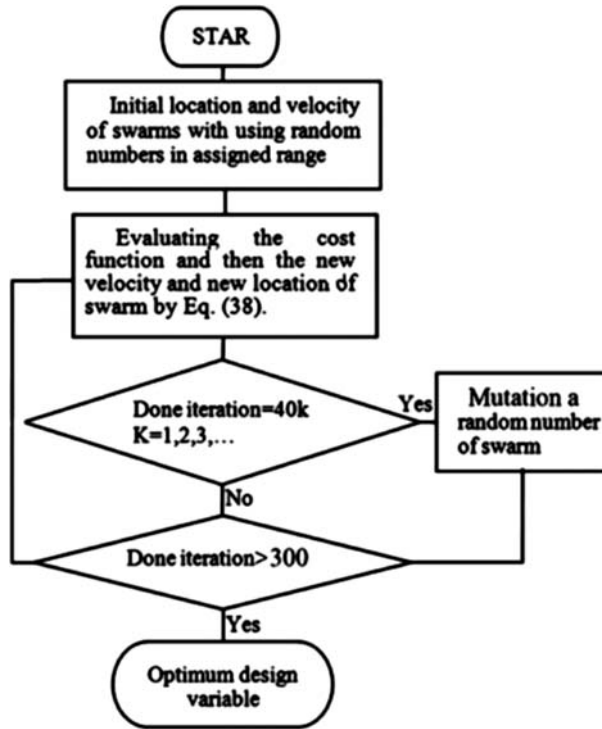 STAR
Initial location and velocity
of swarms with using random
numbers in assigned range
Evaluating the cost
function and then the new
velocity and new location of
swarm by Eq. (38).
Done iteration=40k
K=1,2,3,...
Yes
Mutation a
random number
of swarm
No
Done iteration>300
Yes
Optimum design
variable